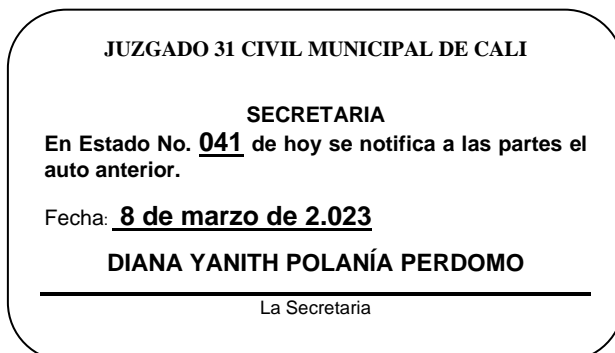 JUZGADO 31 CIVIL MUNICIPAL DE CALI
SECRETARIA
En Estado No. 041 de hoy se notifica a las partes el
auto anterior.
Fecha: 8 de marzo de 2.023
DIANA YANITH POLANÍA PERDOMO
La Secretaria